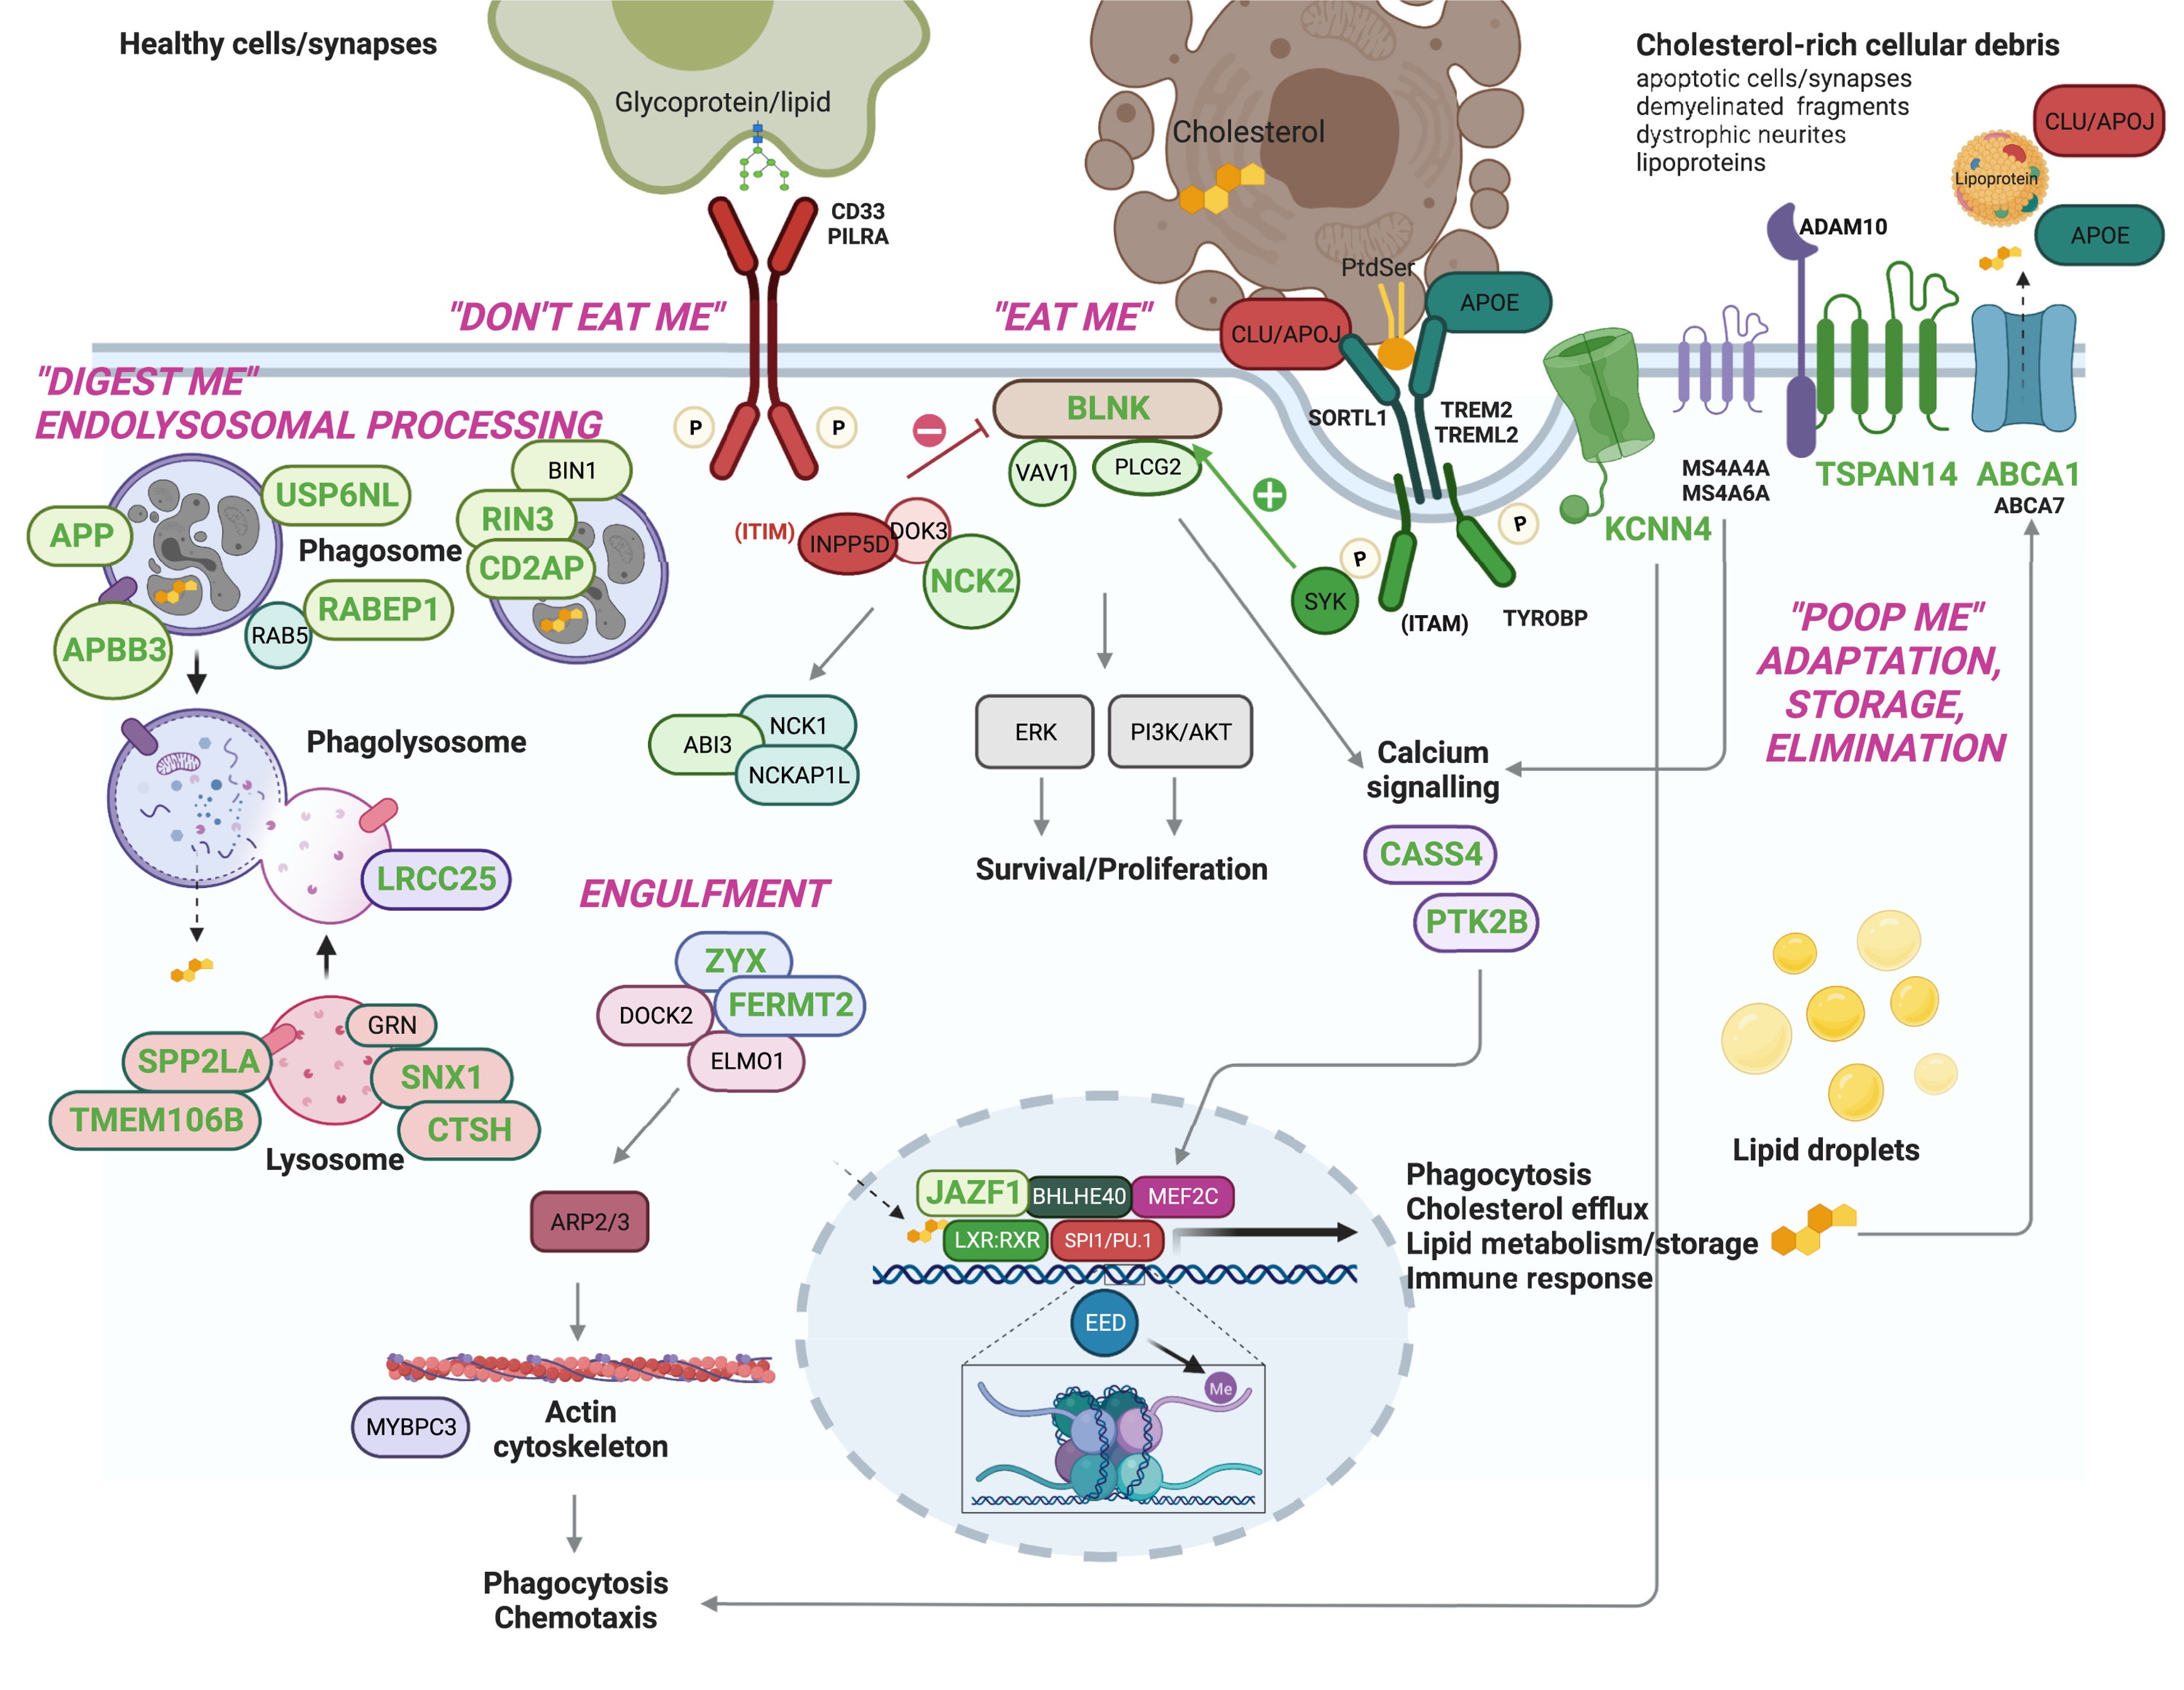 Healthy cells/synapses
Glycoprotein/lipid
CD33
PILRA
"DON'T EAT ME"
"EAT ME"
Cholesterol
PtdSer
CLU/APOJ
APOE
Cholesterol-rich cellular debris
apoptotic cells/synapses
demyelinated fragments
dystrophic neurites
lipoproteins
CLU/APOJ
Lipoprotein
APOE
ADAM10
"DIGEST ME"
ENDOLYSOSOMAL PROCESSING
P
P
BLNK
VAV1
PLCG2
SORTL1
TREM2
TREML2
MS4A4A
MS4A6A
TSPAN14
ABCA1
ABCA7
KCNN4
BIN1
USP6NL
RIN3
APP
Phagosome
CD2AP
RABEP1
RAB5
APBB3
(ITIM)
INPP5D
DOK3
NCK2
P
P
SYK
(ITAM)
TYROBP
"POOP ME"
ADAPTATION,
STORAGE,
ELIMINATION
NCK1
ABI3
NCKAP1L
ERK
PI3K/AKT
Calcium
signalling
Phagolysosome
LRCC25
Survival/Proliferation
CASS4
PTK2B
ENGULFMENT
ZYX
FERMT2
DOCK2
ELMO1
GRN
SPP2LA
SNX1
TMEM106B
CTSH
Lysosome
Lipid droplets
ARP2/3
JAZF1
BHLHE40
MEF2C
LXR:RXR
SPI1/PU.1
Phagocytosis
Cholesterol efflux
Lipid metabolism/storage
Immune response
EED
Me
MYBPC3
Actin
cytoskeleton
Phagocytosis
Chemotaxis